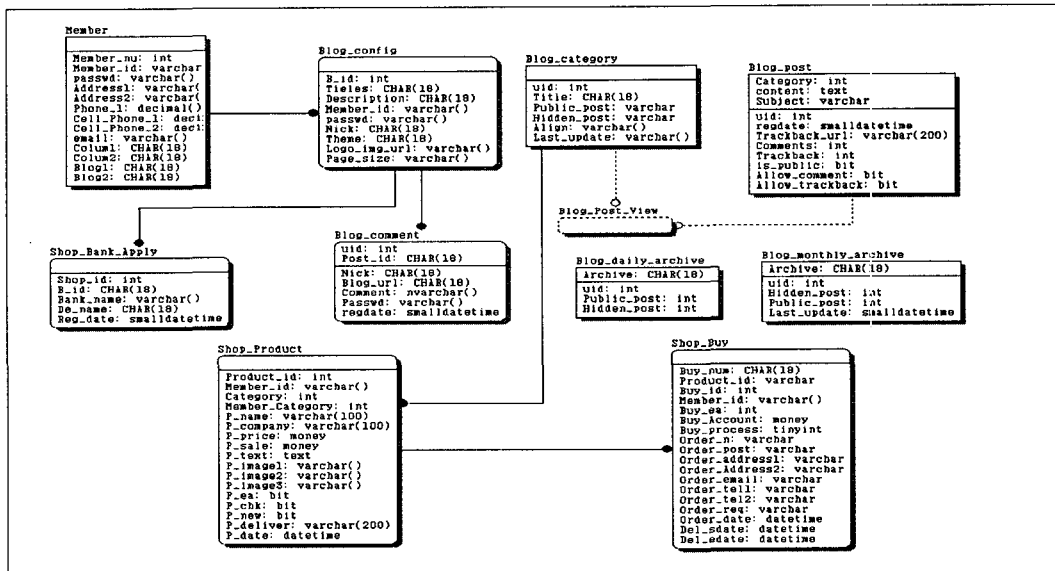 Member
Member_nu: int
Member_id: varchar
passwd: varchar()
Address1: varchar(
Address2: varchar(
Phone_1: decimal()
Cell_Phone_1: deci
Cell_Phone_2: deci
email: varchar()
Colum1: CHAR(18)
Colum2: CHAR(18)
Blog1: CHAR(18)
Blog2: CHAR(18)
Blog_config
B_id: int
Tieles: CHAR(18)
Description: CHAR(18)
Member_id: varchar()
passwd: varchar()
Nick: CHAR(18)
Theme: CHAR(18)
Logo_img_url: varchar()
Page_size: varchar()
Blog_category
uid: int
Title: CHAR(18)
Public_post: varchar
Hidden_post: varchar
Align: varchar()
Last_update: varchar()
Blog_post
Category: int
content: text
Subject: varchar
uid: int
regdate: smalldatetime
Trackback_url: varchar(200)
Comments: int
Trackback: int
is_public: bit
Allow_comment: bit
Allow_trackback: bit
Blog_Post_View
Shop_Bank_Apply
Shop_id: int
B_id: CHAR(18)
Bank_name: varchar()
De_name: CHAR(18)
Reg_date: smalldatetime
Blog_comment
uid: int
Post_id: CHAR(18)
Nick: CHAR(18)
Blog_url: CHAR(18)
Comment: nvarchar()
Passwd: varchar()
regdate: smalldatetime
Blog_daily_archive
Archive: CHAR(18)
uid: int
Public_post: int
Hidden_post: int
Blog_monthly_archive
Archive: CHAR(18)
uid: int
Hidden_post: int
Public_post: int
Last_update: smalldatetime
Shop_Product
Product_id: int
Member_id: varchar()
Category: int
Member_Category: int
P_name: varchar(100)
P_company: varchar(100)
P_price: money
P_sale: money
P_text: text
P_image1: varchar()
P_image2: varchar()
P_image3: varchar()
P_ea: bit
P_chk: bit
P_new: bit
P_deliver: varchar(200)
P_date: datetime
Shop_Buy
Buy_num: CHAR(18)
Product_id: varchar
Buy_id: int
Member_id: varchar()
Buy_ea: int
Buy_Account: money
Buy_process: tinyint
Order_n: varchar
Order_post: varchar
Order_address1: varchar
Order_Address2: varchar
Order_email: varchar
Order_tel1: varchar
Order_tel2: varchar
Order_req: varchar
Order_date: datetime
Del_sdate: datetime
Del_edate: datetime